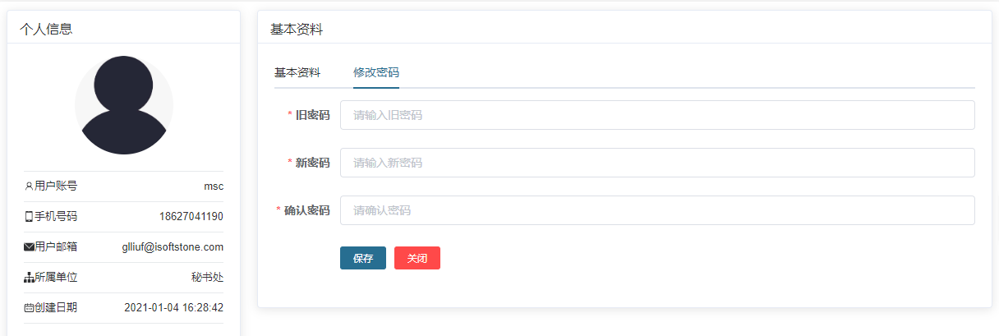 个人信息
用户账号 msc
手机号码 18627041190
用户邮箱 glliuf@isoftstone.com
所属单位 秘书处
创建日期 2021-01-04 16:28:42
基本资料
基本资料 修改密码
* 旧密码 请输入旧密码
* 新密码 请输入新密码
* 确认密码 请确认密码
保存 关闭